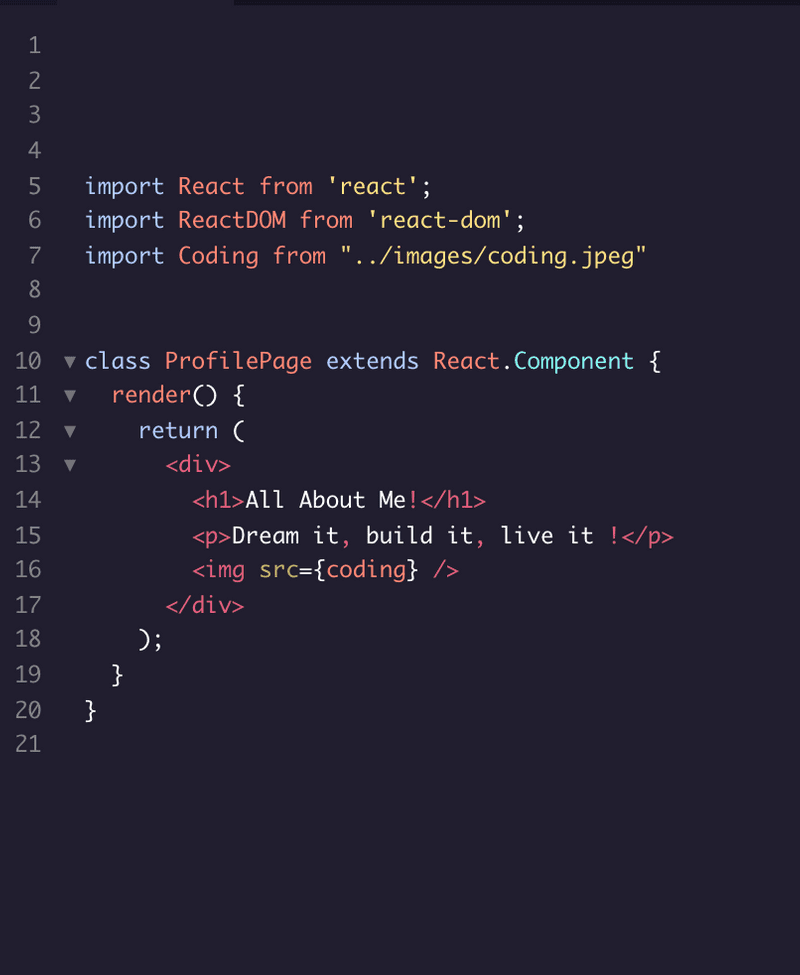 1
2
3
4
5 import React from 'react';
6 import ReactDOM from 'react-dom';
7 import Coding from "../images/coding.jpeg"
8
9
10 ▼ class ProfilePage extends React.Component {
11 ▼   render() {
12 ▼     return (
13 ▼       <div>
14         <h1>All About Me!</h1>
15         <p>Dream it, build it, live it !</p>
16         <img src={coding} />
17       </div>
18     );
19   }
20 }
21